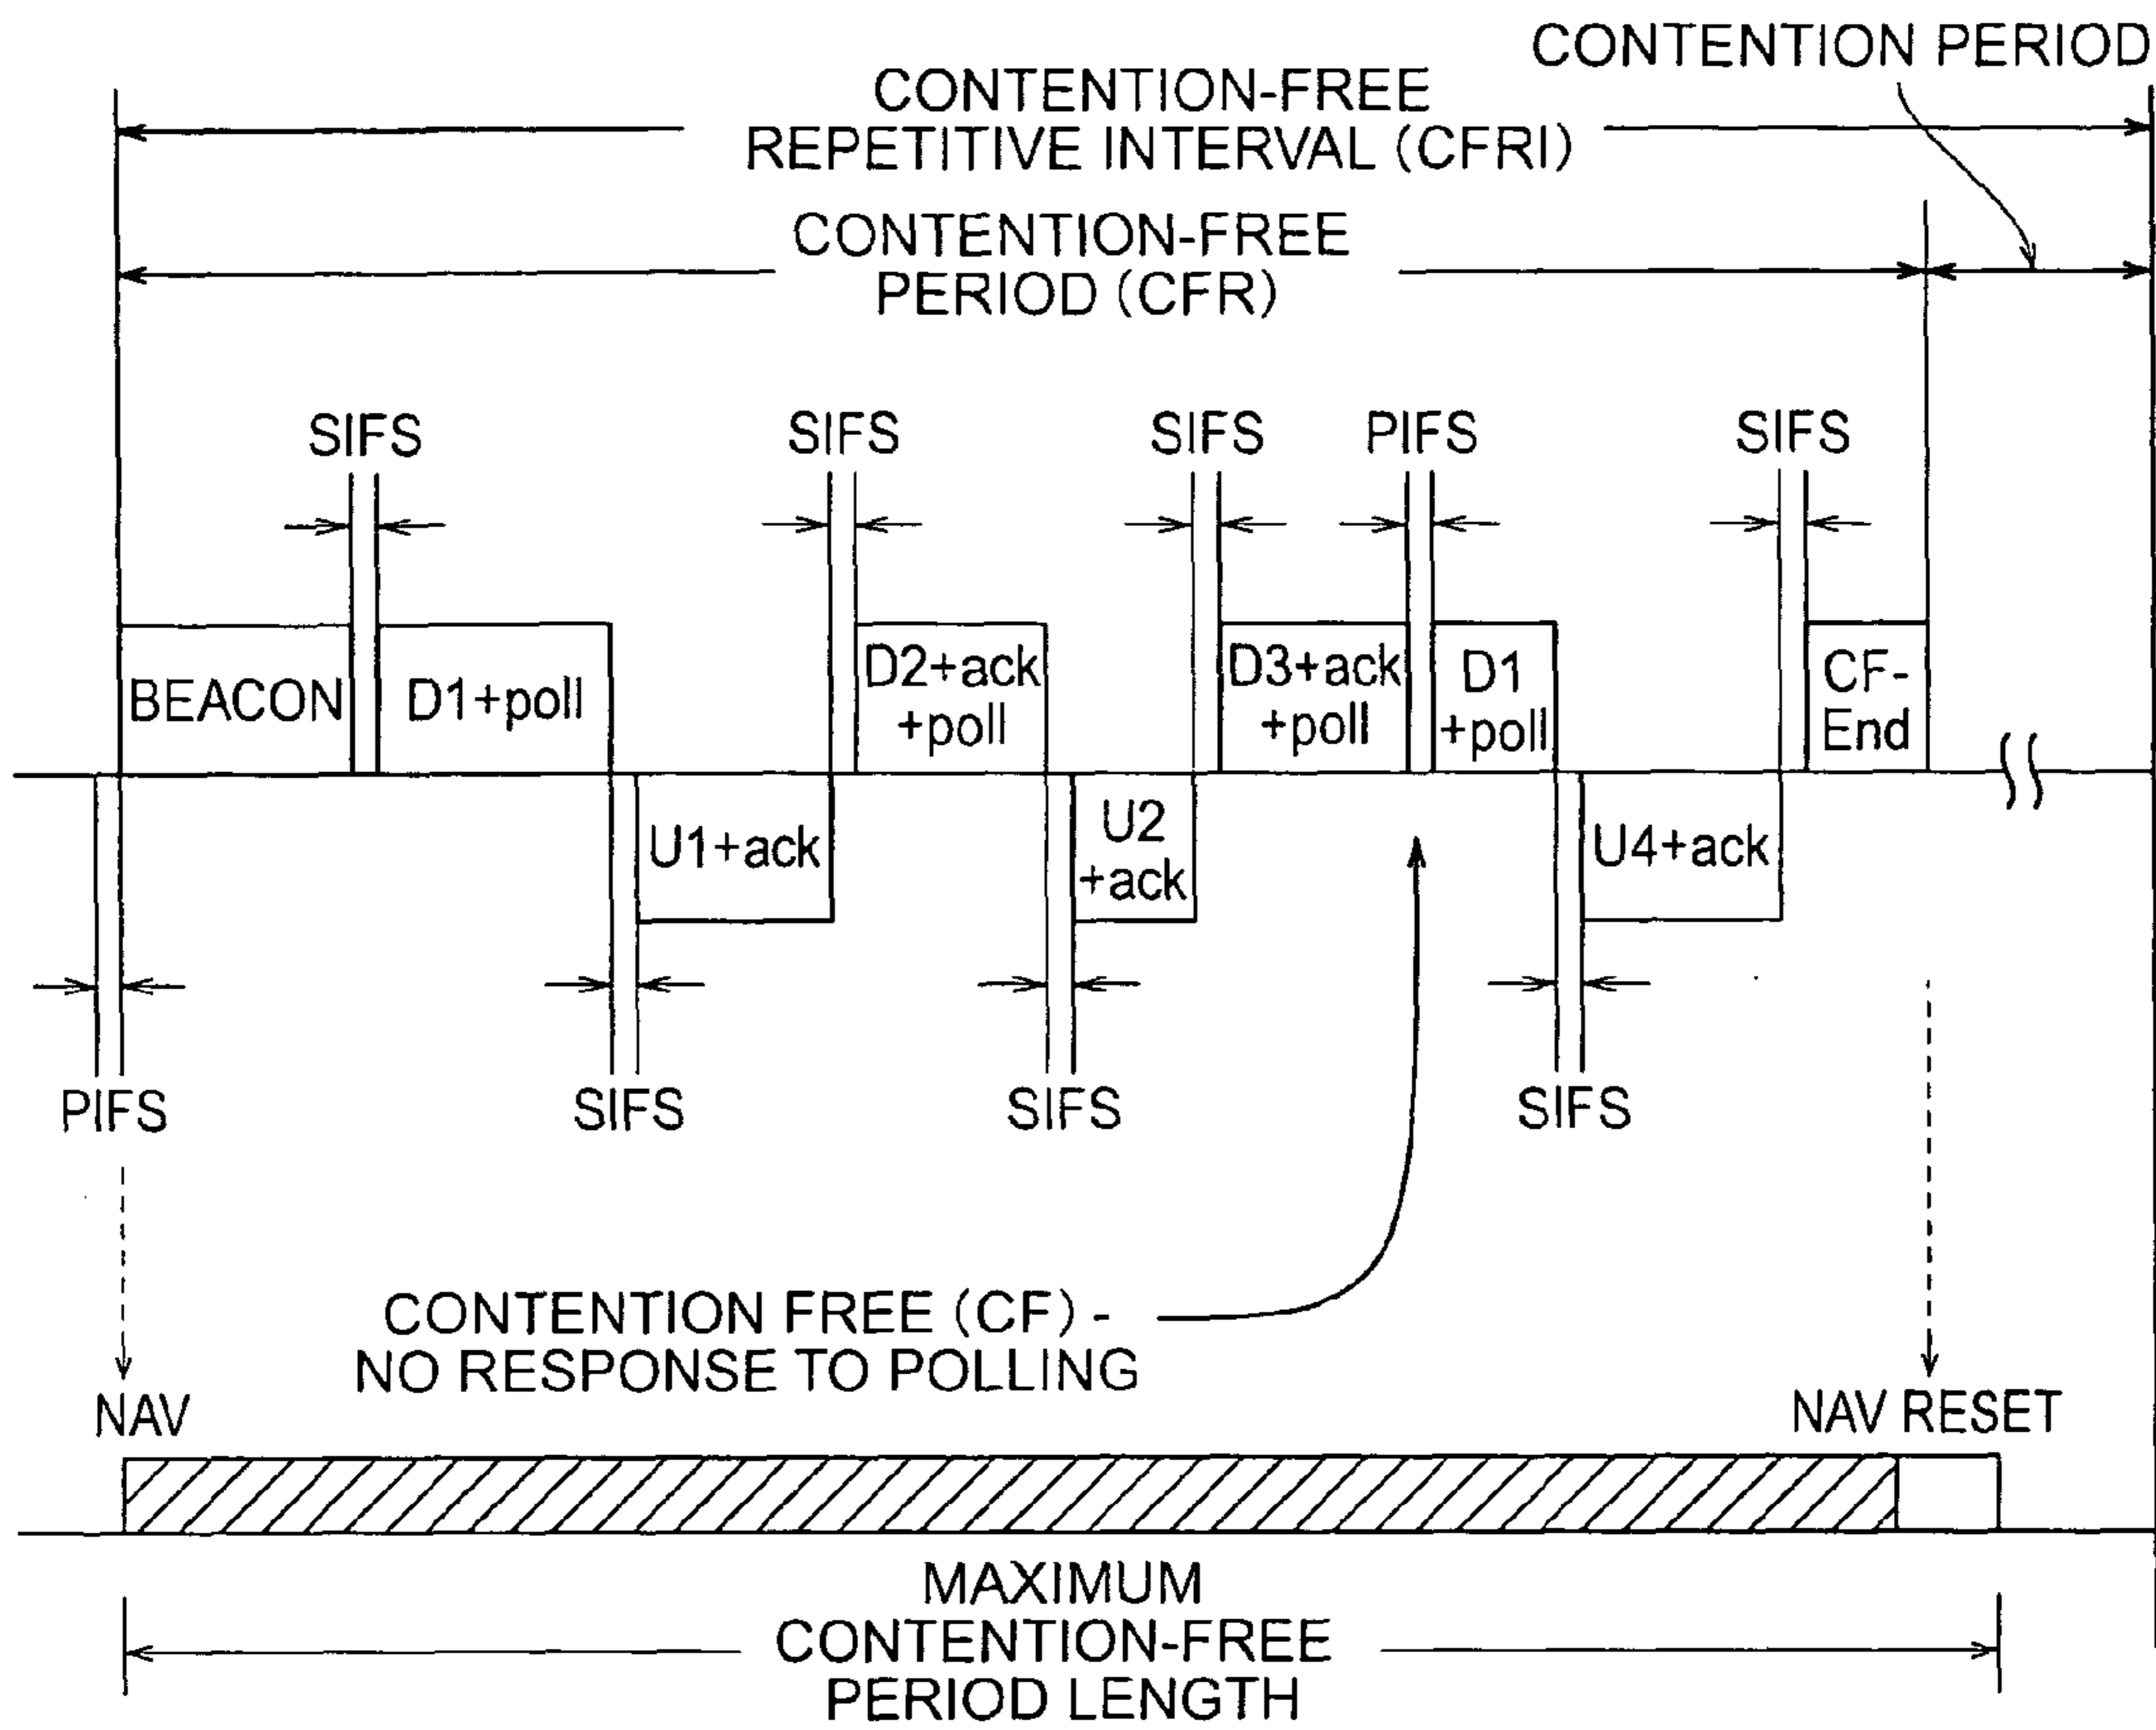 CONTENTION PERIOD
CONTENTION-FREE
REPETITIVE INTERVAL (CFRI)
CONTENTION-FREE
PERIOD (CFR)
SIFS
SIFS
SIFS
PIFS
SIFS
BEACON
D1+poll
D2+ack
+poll
D3+ack
+poll
D1
+poll
CF-
End
U1+ack
U2
+ack
U4+ack
PIFS
SIFS
SIFS
SIFS
CONTENTION FREE (CF) -
NO RESPONSE TO POLLING
NAV
NAV RESET
MAXIMUM
CONTENTION-FREE
PERIOD LENGTH